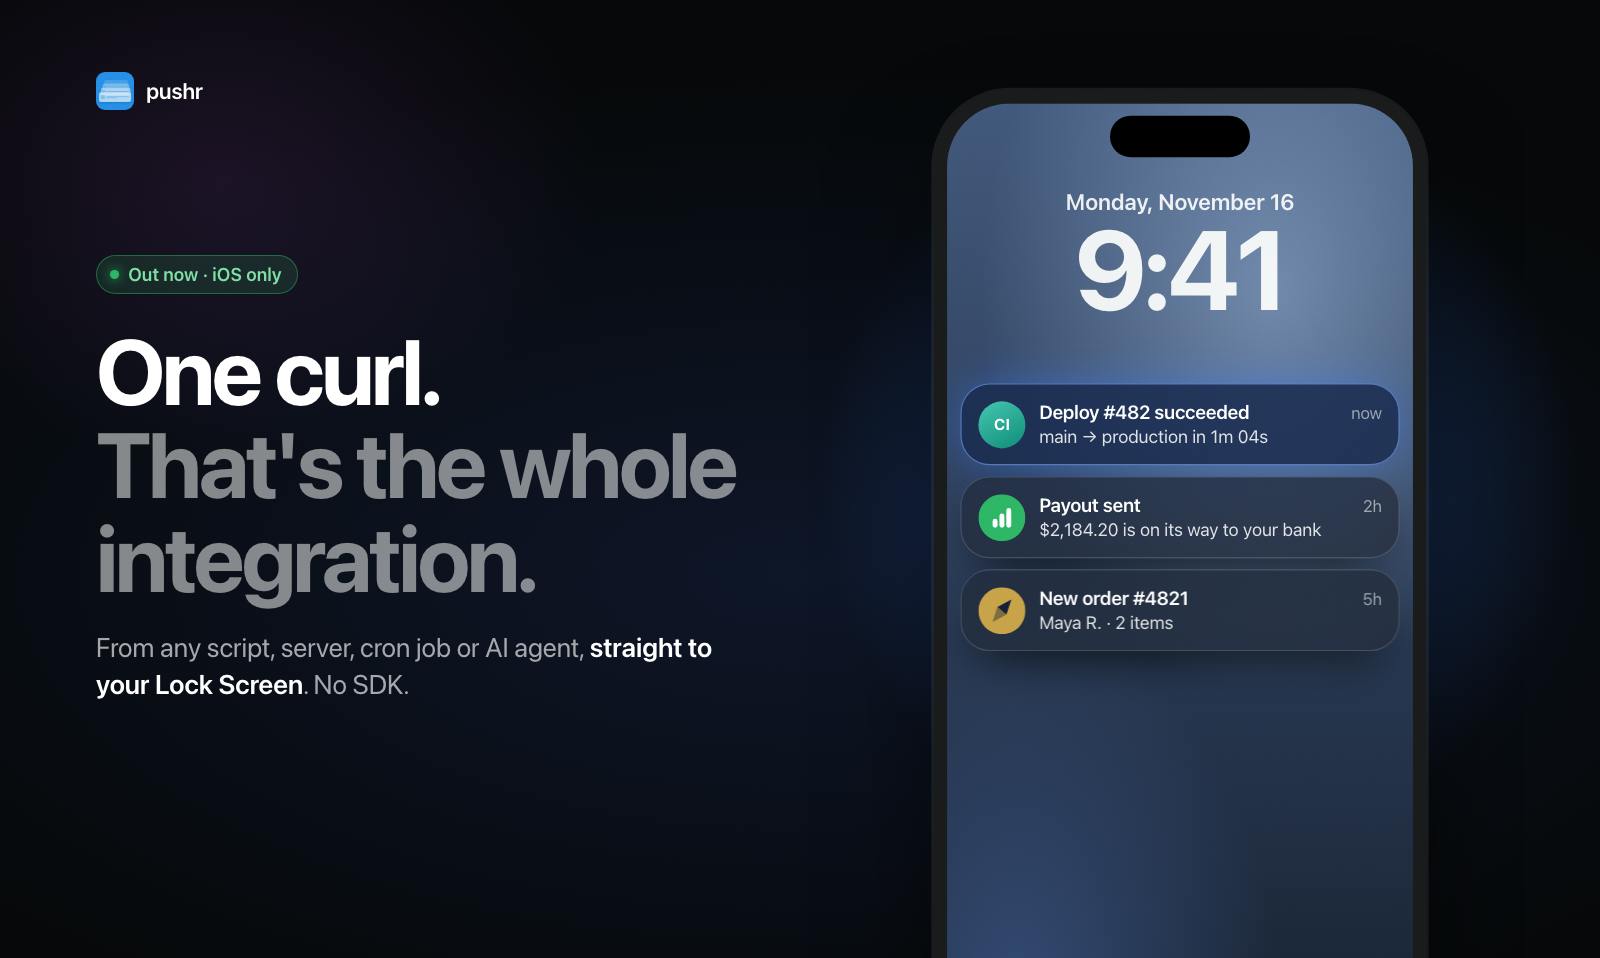 pushr
Out now · iOS only
One curl.
That's the whole
integration.
From any script, server, cron job or AI agent, straight to
your Lock Screen. No SDK.
Monday, November 16
9:41
CI
Deploy #482 succeeded
now
main → production in 1m 04s
Payout sent
2h
$2,184.20 is on its way to your bank
New order #4821
5h
Maya R. · 2 items